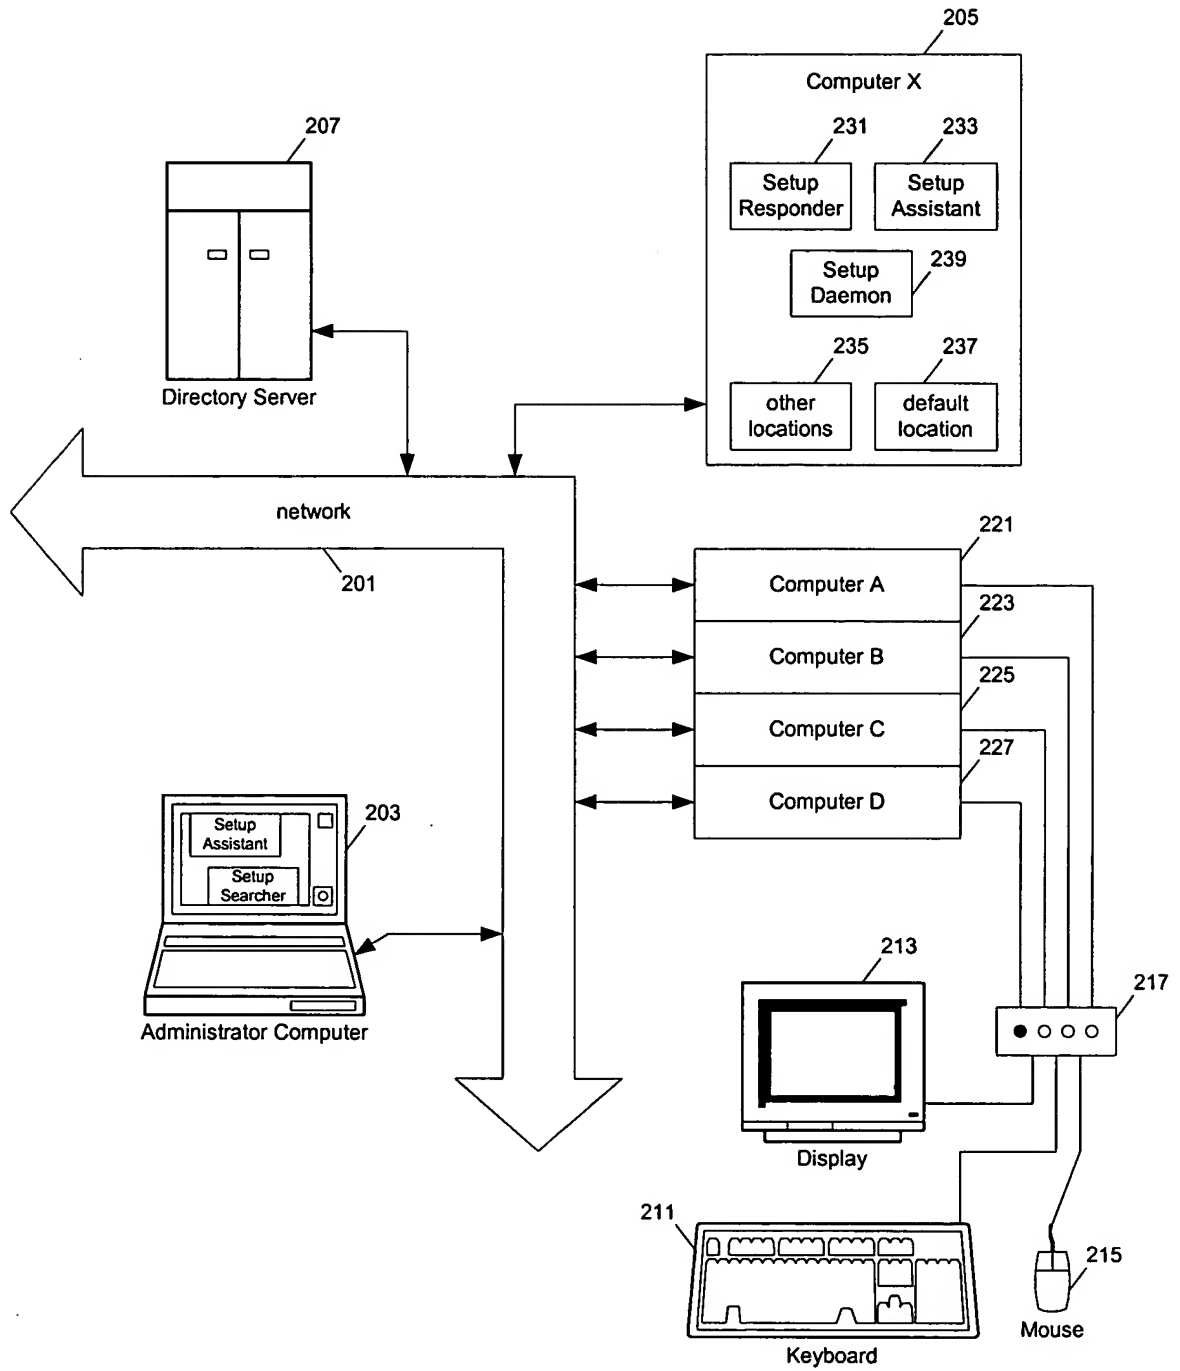 205
Computer X
207
231
233
Setup
Responder
Setup
Assistant
Setup
Daemon
239
235
237
other
locations
default
location
Directory Server
network
201
221
Computer A
223
Computer B
225
Computer C
227
Computer D
203
Setup
Assistant
Setup
Searcher
Administrator Computer
213
217
Display
211
215
Mouse
Keyboard